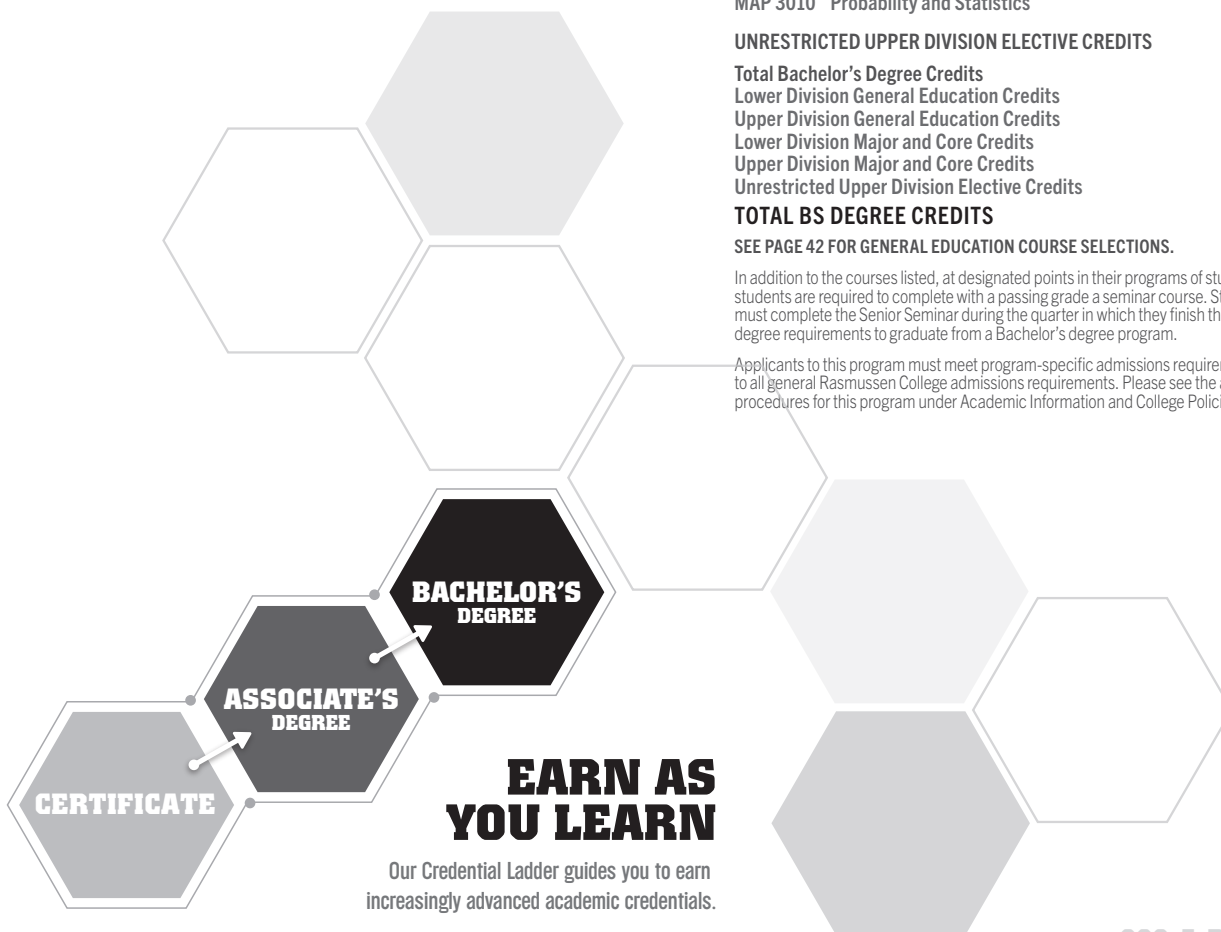 MAP 3010 Probability and Statistics
UNRESTRICTED UPPER DIVISION ELECTIVE CREDITS
Total Bachelor’s Degree Credits
Lower Division General Education Credits
Upper Division General Education Credits
Lower Division Major and Core Credits
Upper Division Major and Core Credits
Unrestricted Upper Division Elective Credits
TOTAL BS DEGREE CREDITS
SEE PAGE 42 FOR GENERAL EDUCATION COURSE SELECTIONS.
In addition to the courses listed, at designated points in their programs of
students are required to complete with a passing grade a seminar course.
must complete the Senior Seminar during the quarter in which they finish
degree requirements to graduate from a Bachelor’s degree program.
Applicants to this program must meet program-specific admissions
to all general Rasmussen College admissions requirements. Please see the
procedures for this program under Academic Information and College
BACHELOR’S
DEGREE
ASSOCIATE’S
DEGREE
CERTIFICATE
EARN AS
YOU LEARN
Our Credential Ladder guides you to earn
increasingly advanced academic credentials.